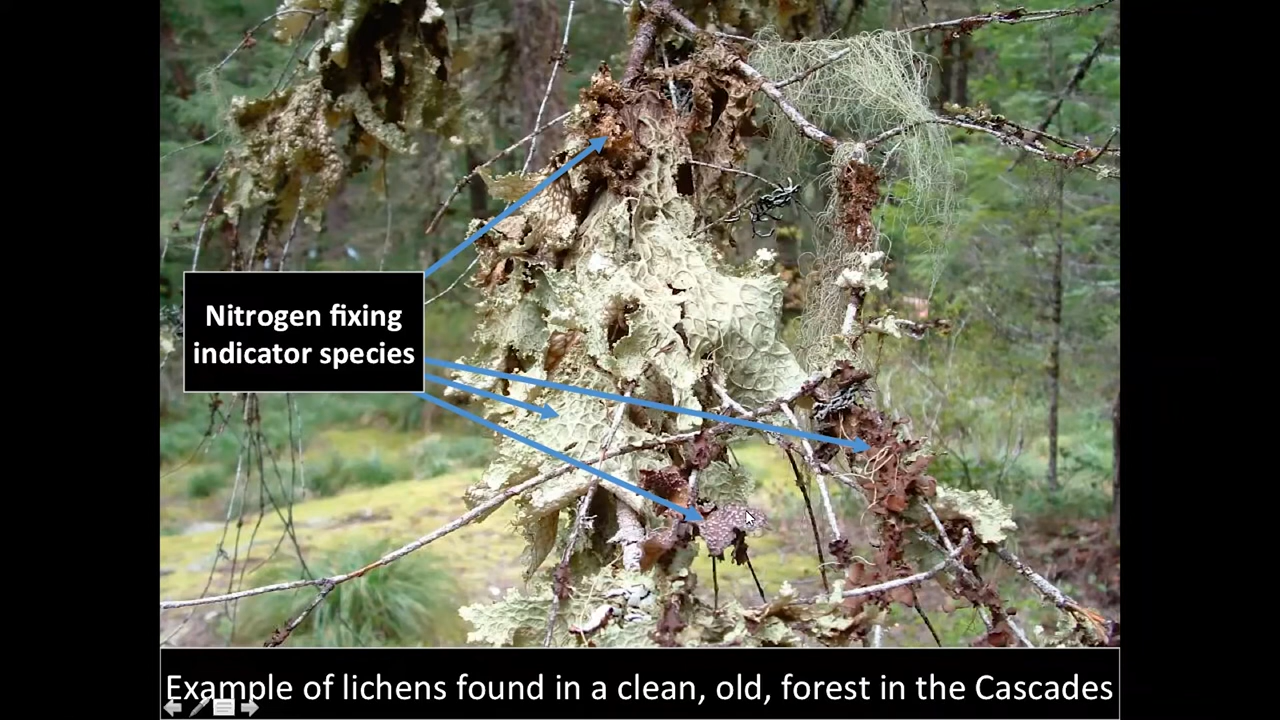 Nitrogen fixing
indicator species
Example of lichens found in a clean, old, forest in the Cascades